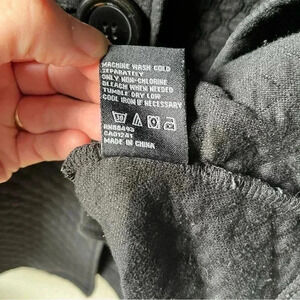 MACHINE WASH COLD
SEPARATELY
ONLY NON-CHLORINE
BLEACH WHEN NEEDED
TUMBLE DRY LOW
COOL IRON IF NECESSARY
30
RN88493
CA01241
MADE IN CHINA